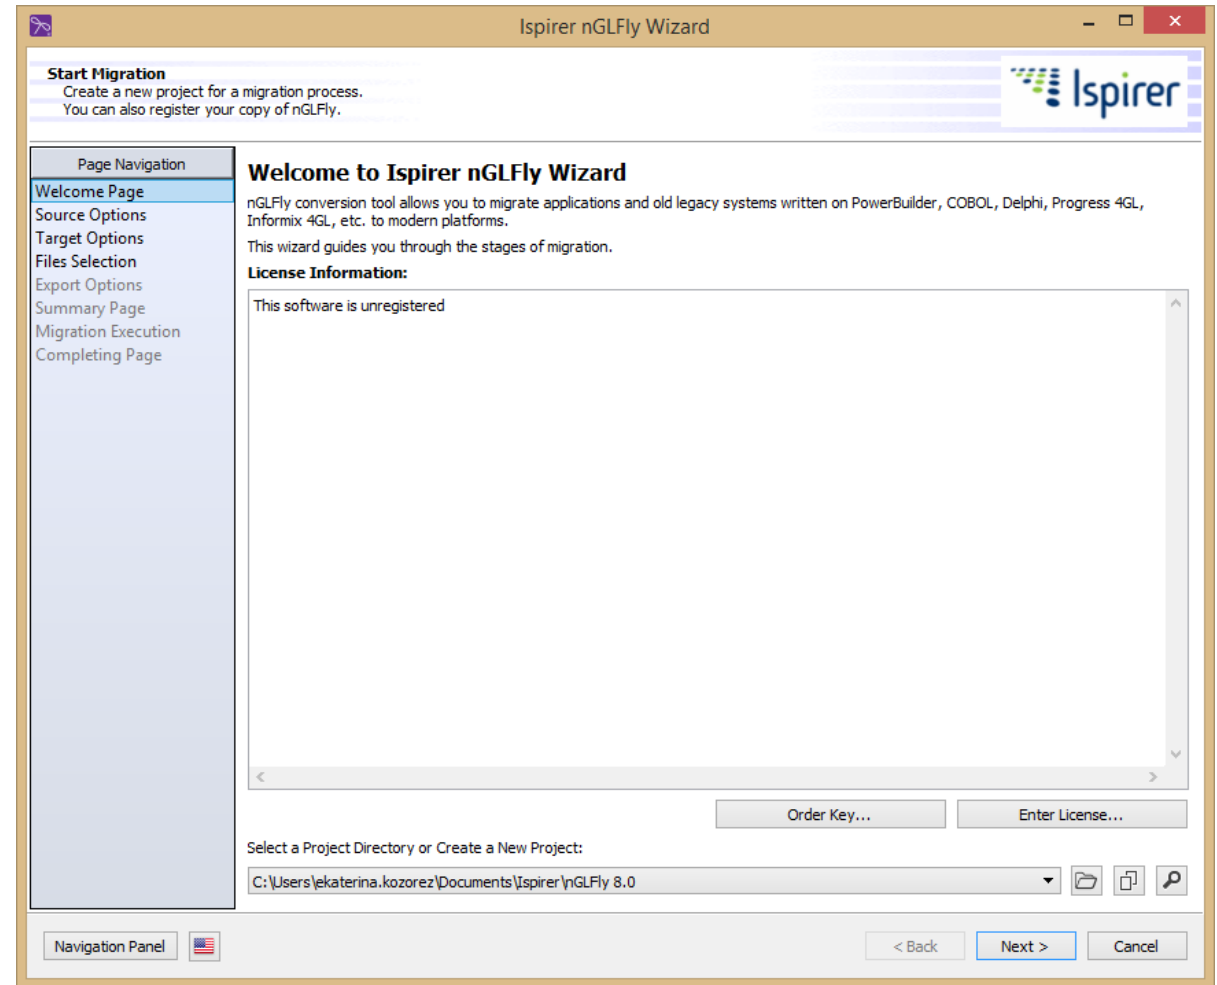 Ispirer nGLFly Wizard
Start Migration
Create a new project for a migration process.
You can also register your copy of nGLFly.
Ispirer
Page Navigation
Welcome Page
Source Options
Target Options
Files Selection
Export Options
Summary Page
Migration Execution
Completing Page
Welcome to Ispirer nGLFly Wizard
nGLFly conversion tool allows you to migrate applications and old legacy systems written on PowerBuilder, COBOL, Delphi, Progress 4GL,
Informix 4GL, etc. to modern platforms.
This wizard guides you through the stages of migration.
License Information:
This software is unregistered
Order Key...
Enter License...
Select a Project Directory or Create a New Project:
C:\Users\ekaterina.kozorez\Documents\Ispirer\nGLFly 8.0
Navigation Panel
< Back
Next >
Cancel